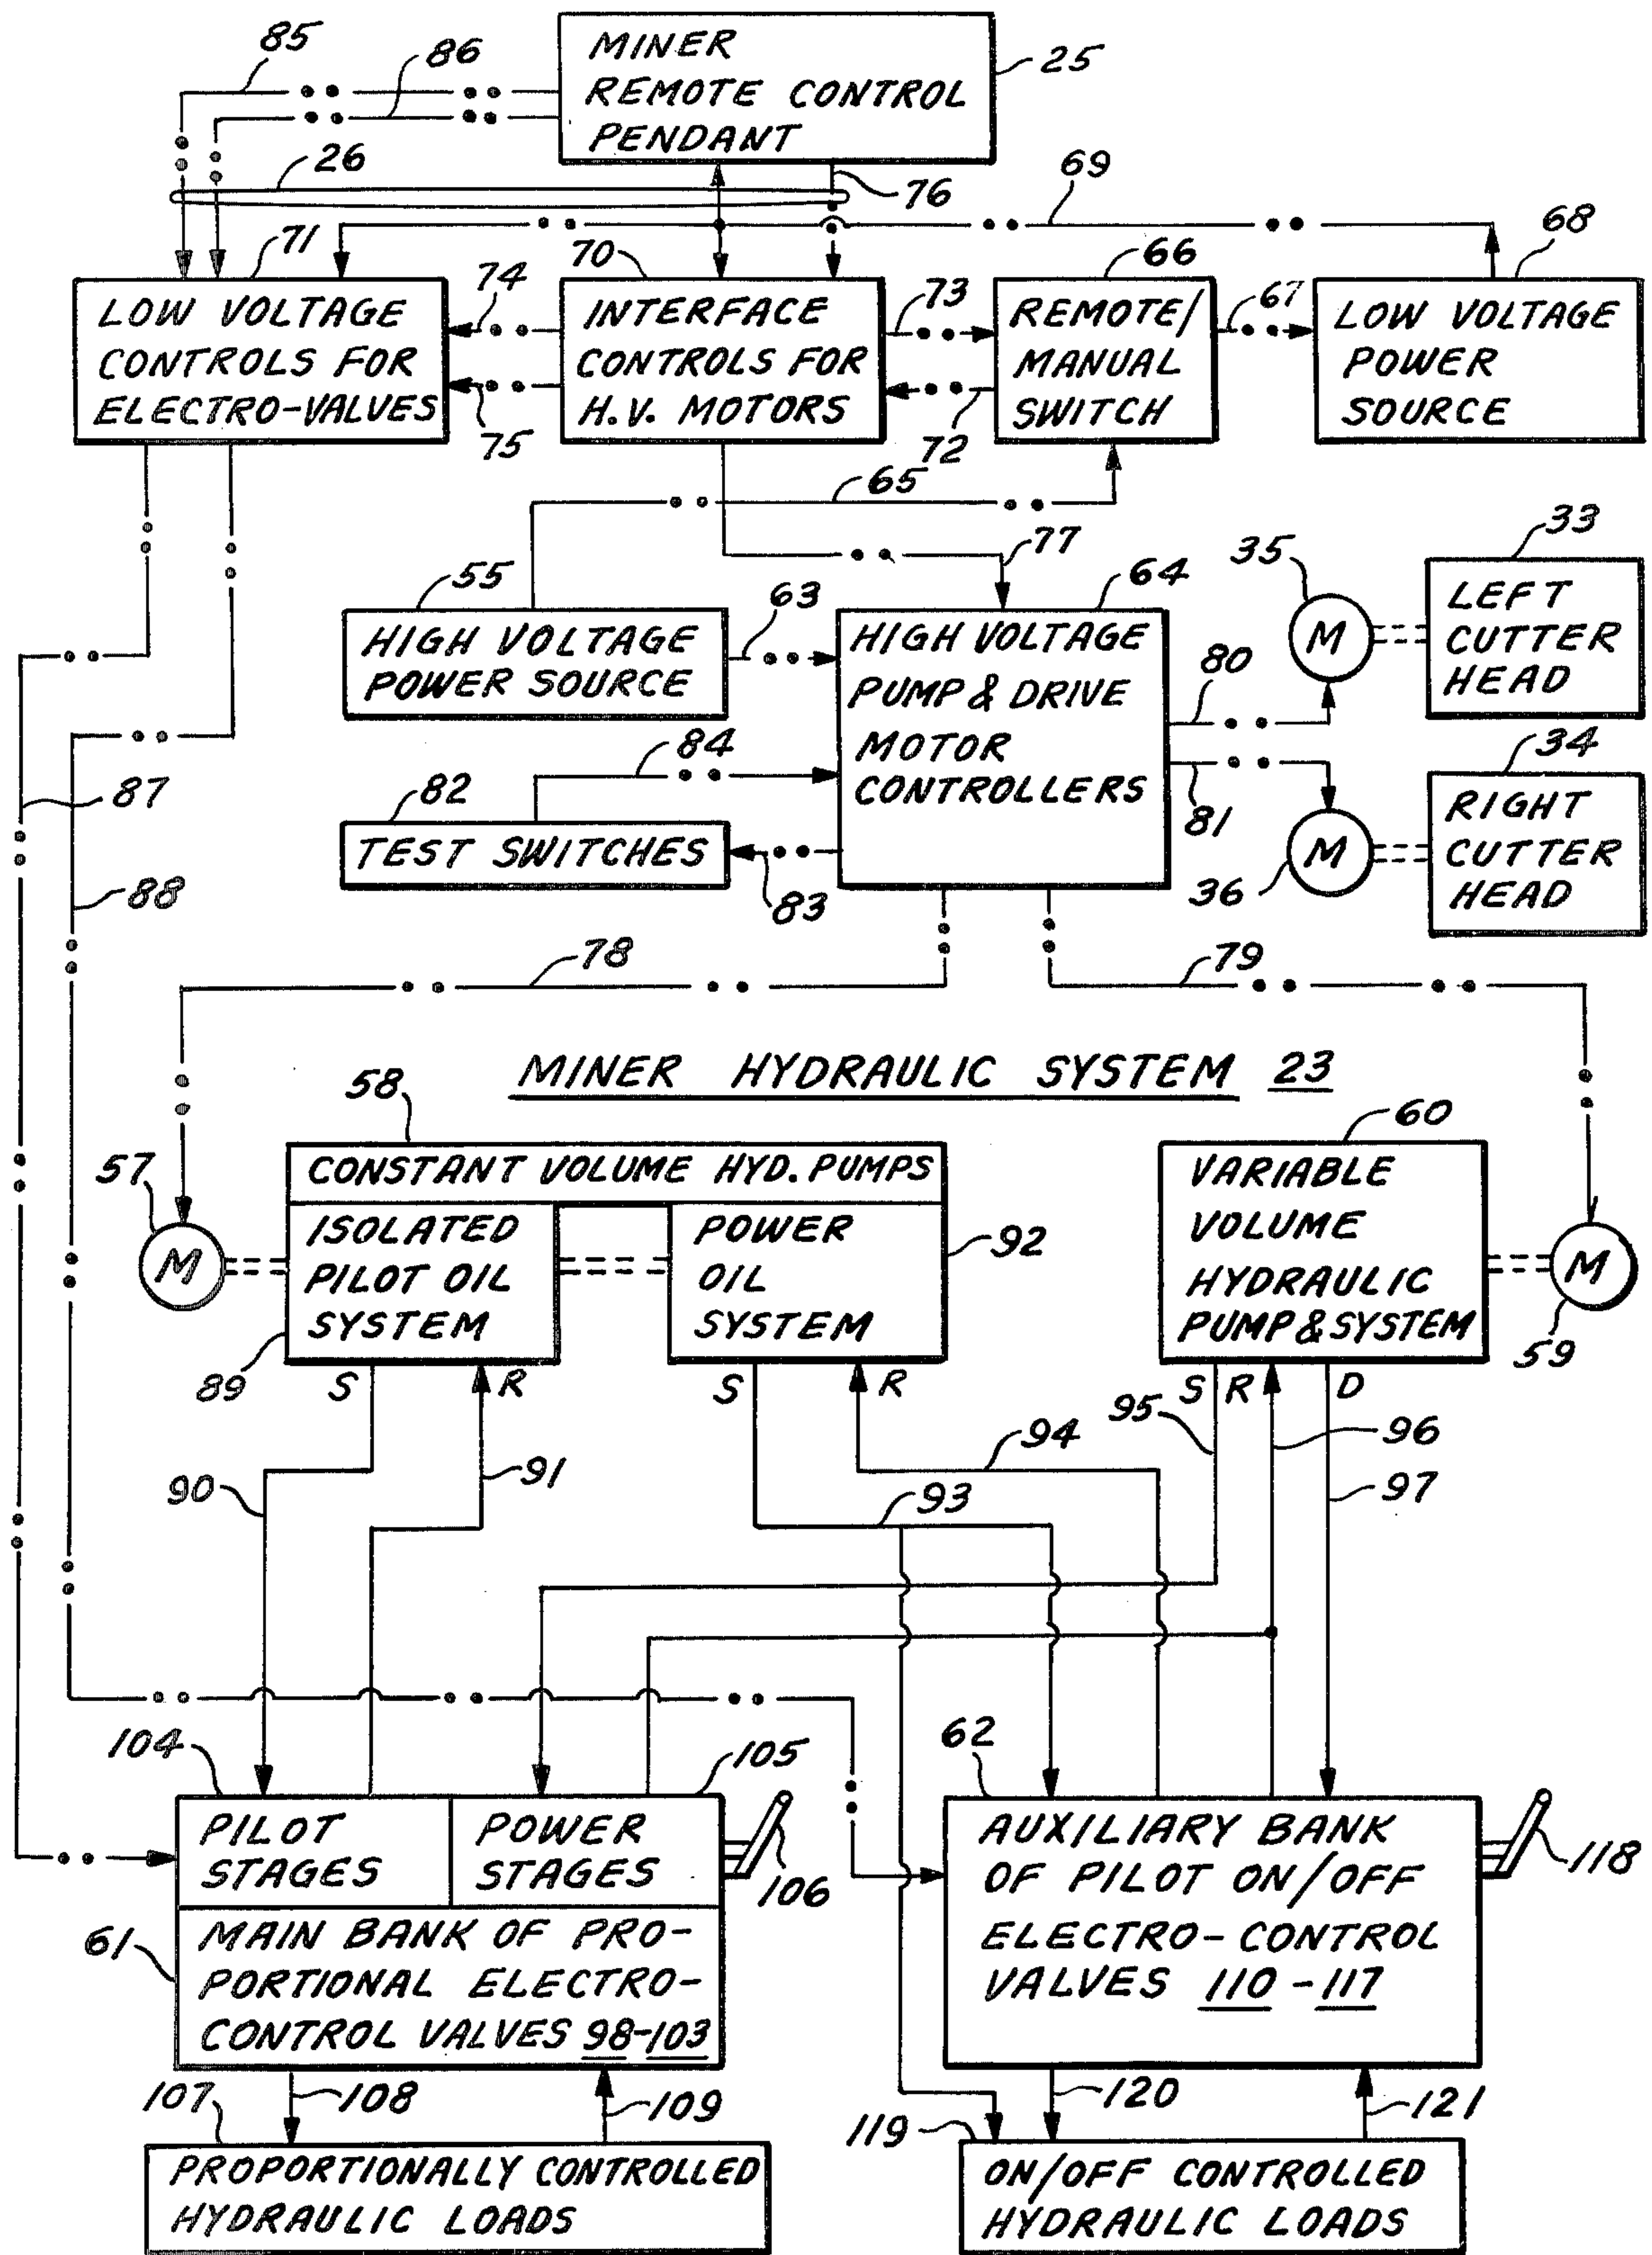 85
86
MINER
REMOTE CONTROL
PENDANT
25
26
76
69
71
70
66
68
74
73
67
LOW VOLTAGE
CONTROLS FOR
ELECTRO-VALVES
INTERFACE
CONTROLS FOR
H.V. MOTORS
REMOTE/
MANUAL
SWITCH
LOW VOLTAGE
POWER
SOURCE
75
72
65
77
55
63
64
35
33
HIGH VOLTAGE
POWER SOURCE
HIGH VOLTAGE
PUMP & DRIVE
MOTOR
CONTROLLERS
M
LEFT
CUTTER
HEAD
80
84
34
87
82
81
TEST SWITCHES
M
RIGHT
CUTTER
HEAD
88
83
36
78
79
MINER HYDRAULIC SYSTEM 23
58
60
57
CONSTANT VOLUME HYD. PUMPS
M
ISOLATED
PILOT OIL
SYSTEM
POWER
OIL
SYSTEM
92
VARIABLE
VOLUME
HYDRAULIC
PUMP & SYSTEM
M
59
89
S
R
S
R
S
R
D
95
96
94
90
91
93
97
104
105
62
PILOT
STAGES
POWER
STAGES
106
61
MAIN BANK OF PRO-
PORTIONAL ELECTRO-
CONTROL VALVES 98-103
AUXILIARY BANK
OF PILOT ON/OFF
ELECTRO-CONTROL
VALVES 110-117
118
107
108
109
119
120
121
PROPORTIONALLY CONTROLLED
HYDRAULIC LOADS
ON/OFF CONTROLLED
HYDRAULIC LOADS